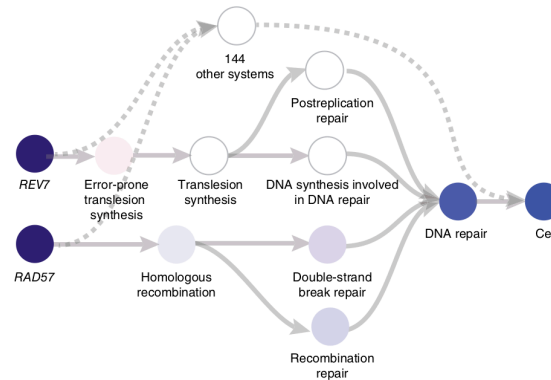 144
other systems
Postreplication
repair
REV7
Error-prone
translesion
synthesis
Translesion
synthesis
DNA synthesis involved
in DNA repair
DNA repair
Ce
RAD57
Homologous
recombination
Double-strand
break repair
Recombination
repair